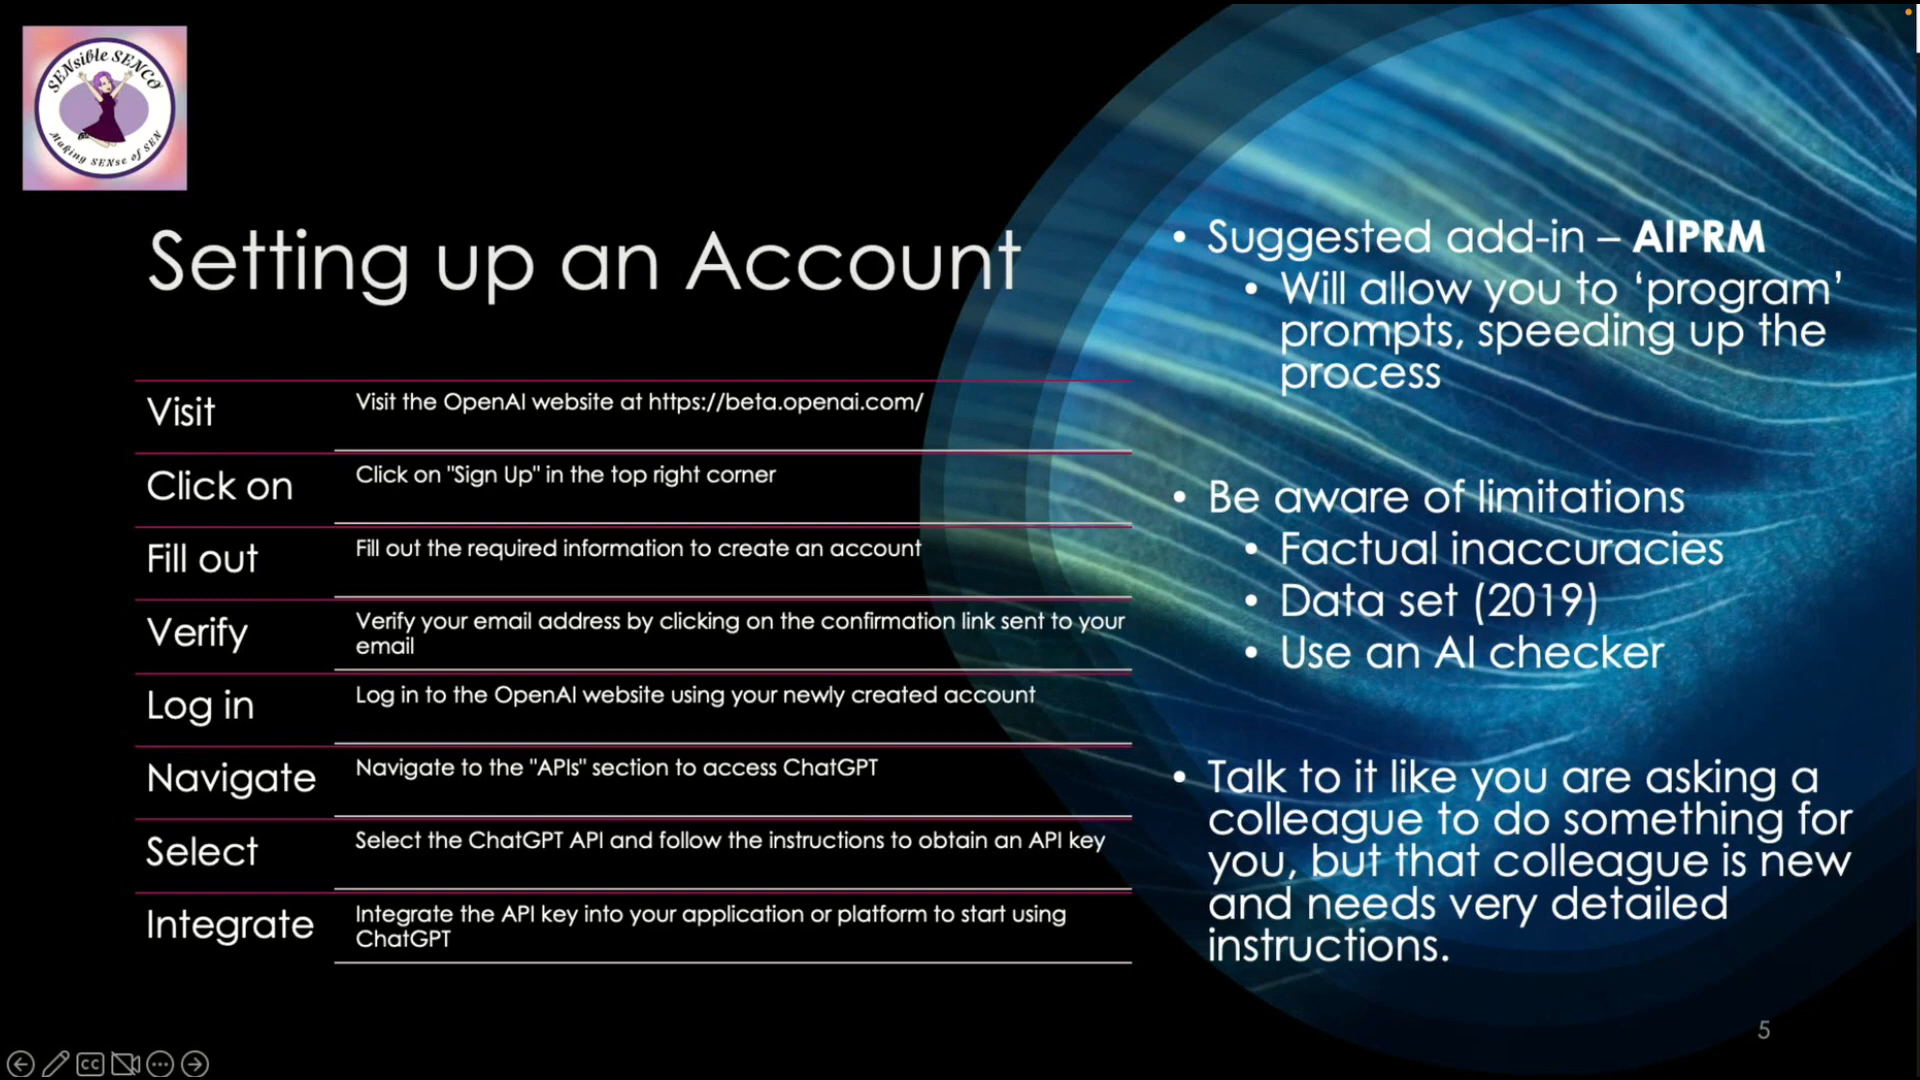 SENsible SENCO
Making SENse of SEN
Setting up an Account
Visit
Visit the OpenAI website at https://beta.openai.com/
Click on
Click on "Sign Up" in the top right corner
Fill out
Fill out the required information to create an account
Verify
Verify your email address by clicking on the confirmation link sent to your
email
Log in
Log in to the OpenAI website using your newly created account
Navigate
Navigate to the "APIs" section to access ChatGPT
Select
Select the ChatGPT API and follow the instructions to obtain an API key
Integrate
Integrate the API key into your application or platform to start using
ChatGPT
• Suggested add-in – AIPRM
• Will allow you to ‘program’
prompts, speeding up the
process
• Be aware of limitations
• Factual inaccuracies
• Data set (2019)
• Use an AI checker
• Talk to it like you are asking a
colleague to do something for
you, but that colleague is new
and needs very detailed
instructions.
5
CC